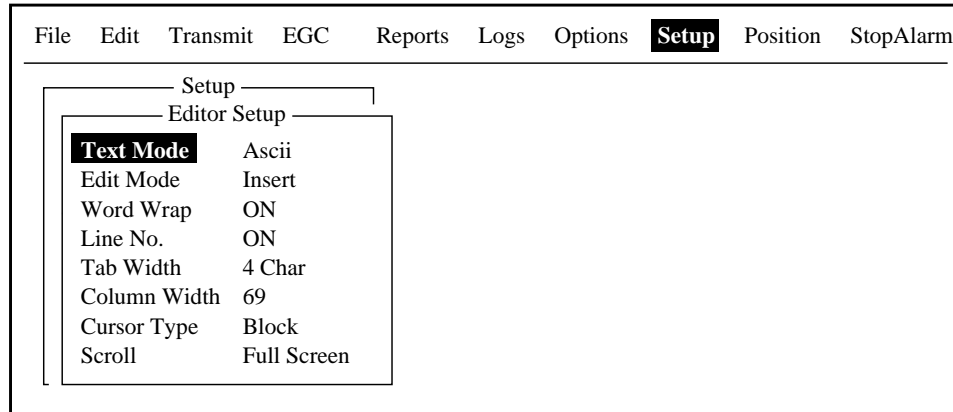 File Edit Transmit EGC Reports Logs Options Setup Position StopAlarm
Setup
Editor Setup
Text Mode Ascii
Edit Mode Insert
Word Wrap ON
Line No. ON
Tab Width 4 Char
Column Width 69
Cursor Type Block
Scroll Full Screen